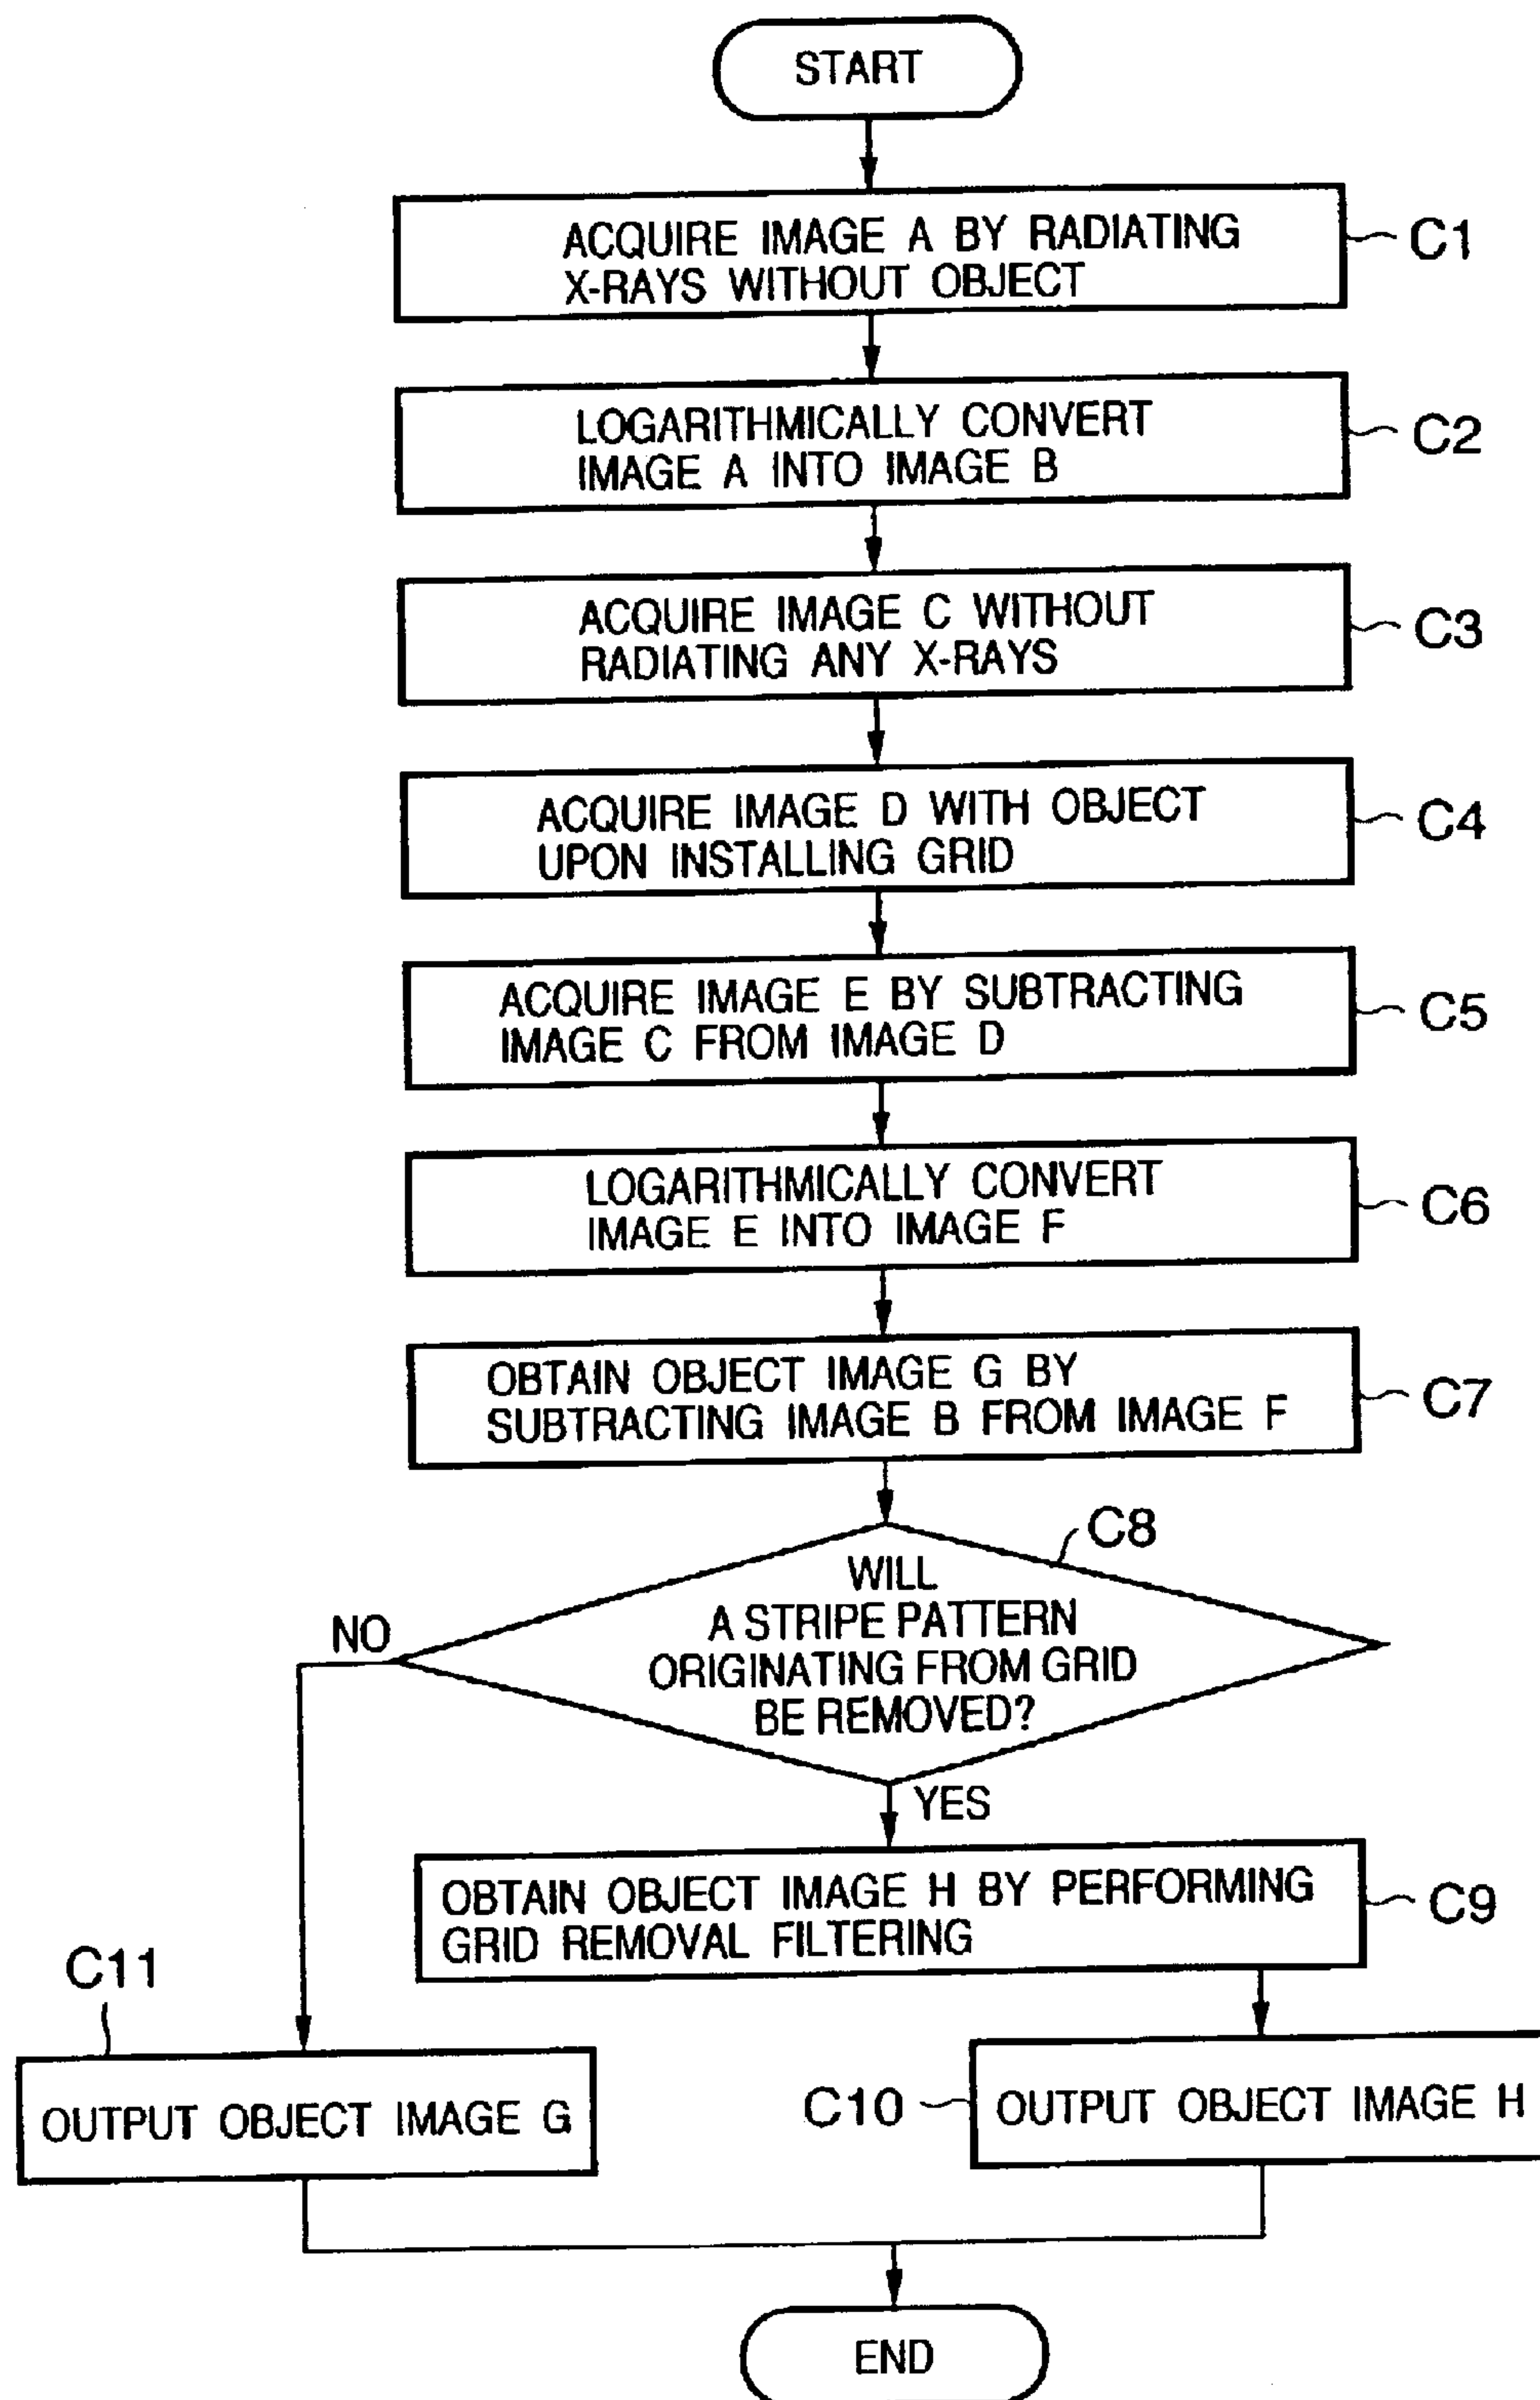 START
ACQUIRE IMAGE A BY RADIATING
X-RAYS WITHOUT OBJECT
C1
LOGARITHMICALLY CONVERT
IMAGE A INTO IMAGE B
C2
ACQUIRE IMAGE C WITHOUT
RADIATING ANY X-RAYS
C3
ACQUIRE IMAGE D WITH OBJECT
UPON INSTALLING GRID
C4
ACQUIRE IMAGE E BY SUBTRACTING
IMAGE C FROM IMAGE D
C5
LOGARITHMICALLY CONVERT
IMAGE E INTO IMAGE F
C6
OBTAIN OBJECT IMAGE G BY
SUBTRACTING IMAGE B FROM IMAGE F
C7
C8
WILL
A STRIPE PATTERN
ORIGINATING FROM GRID
BE REMOVED?
NO
YES
OBTAIN OBJECT IMAGE H BY PERFORMING
GRID REMOVAL FILTERING
C9
C11
OUTPUT OBJECT IMAGE G
C10
OUTPUT OBJECT IMAGE H
END